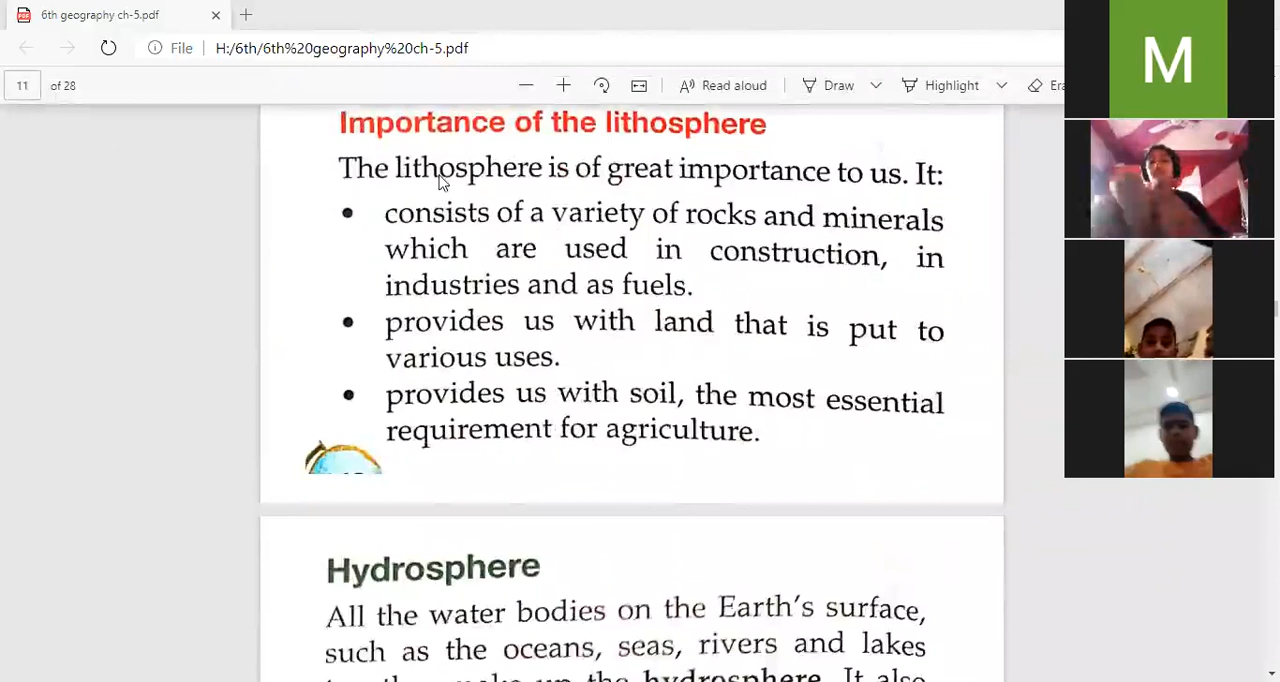 6th geography ch-5.pdf
File H:/6th/6th%20geography%20ch-5.pdf
11 of 28 Read aloud Draw Highlight Era
M
Importance of the lithosphere
The lithosphere is of great importance to us. It:
• consists of a variety of rocks and minerals
which are used in construction, in
industries and as fuels.
• provides us with land that is put to
various uses.
• provides us with soil, the most essential
requirement for agriculture.
Hydrosphere
All the water bodies on the Earth's surface,
such as the oceans, seas, rivers and lakes
hydrosphere. It also